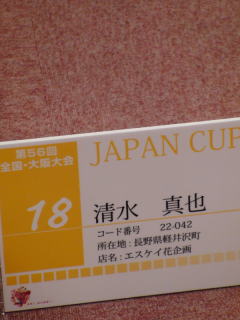 第56回
全国・大阪大会
JAPAN CUP
18
清水 真也
コード番号 22-042
所在地:長野県軽井沢町
店名:エスケイ花企画